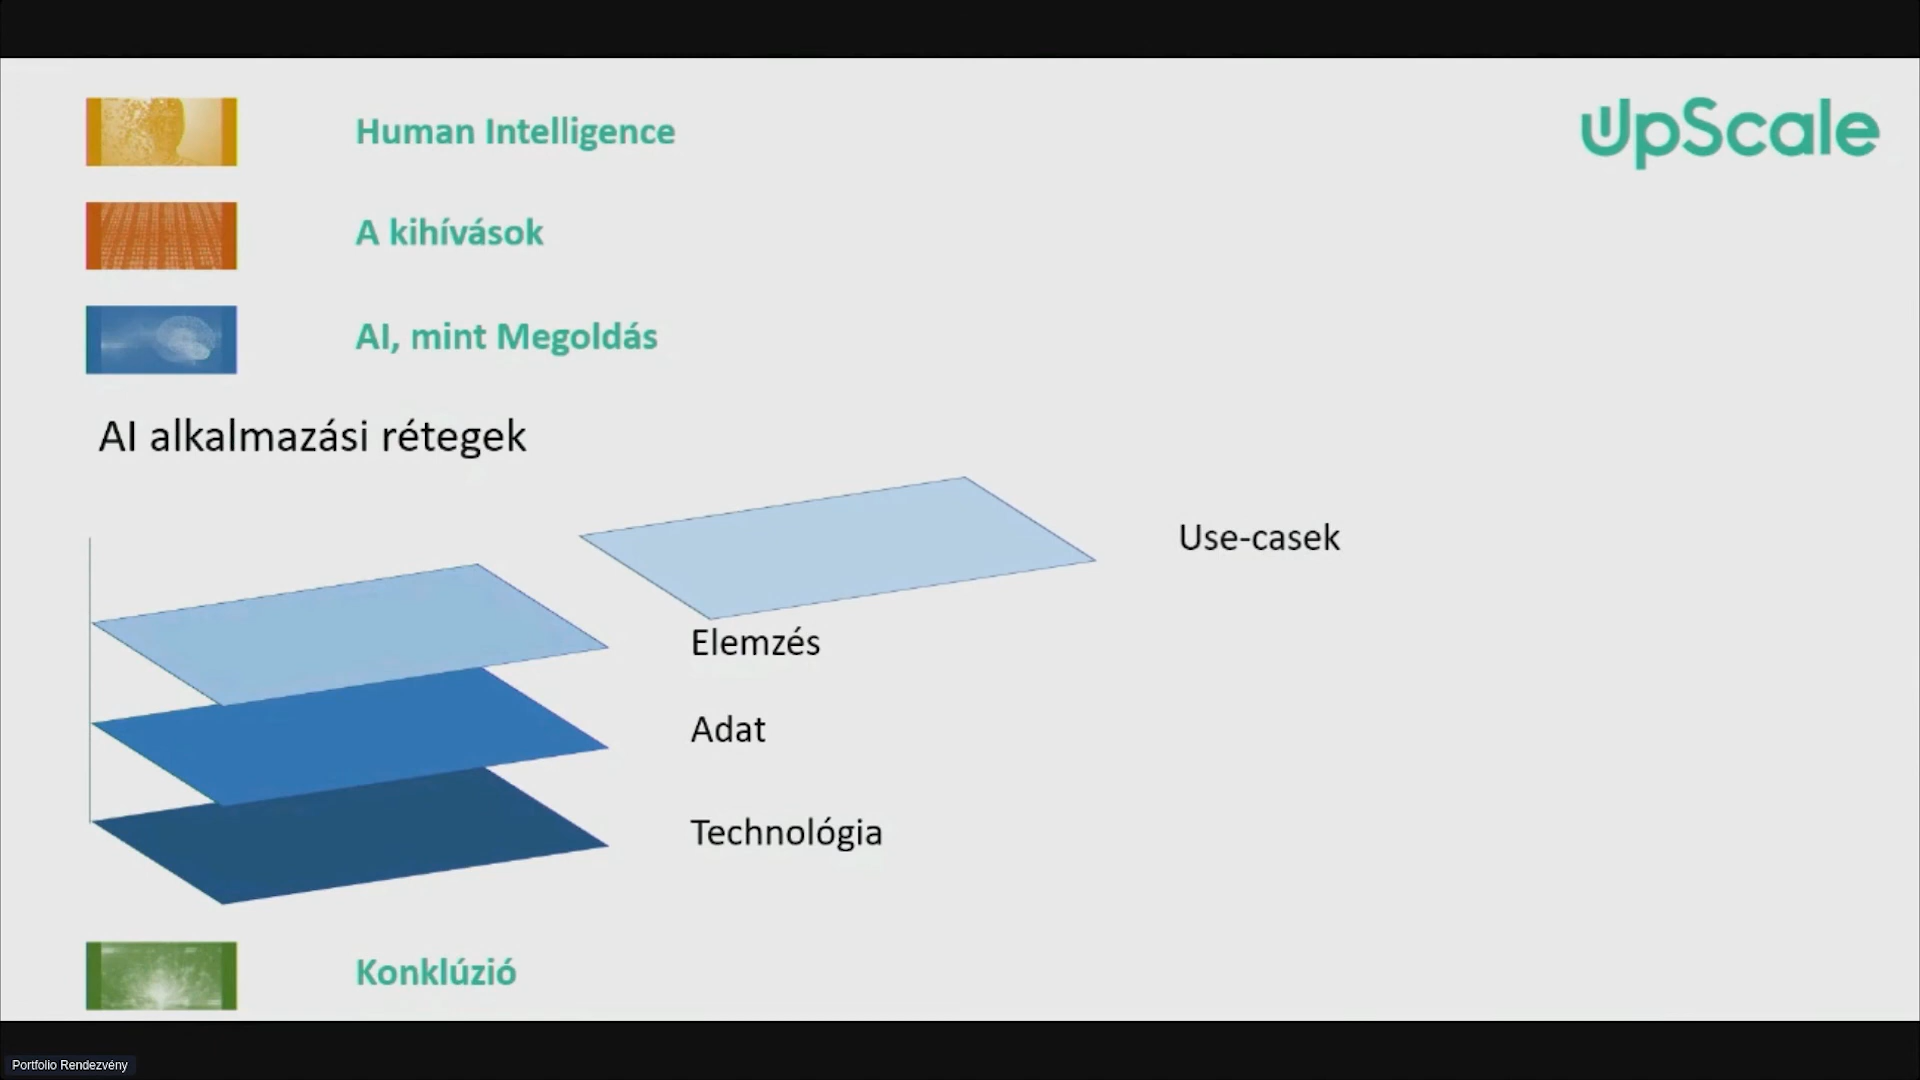 Human Intelligence
UpScale
A kihívások
AI, mint Megoldás
AI alkalmazási rétegek
Use-casek
Elemzés
Adat
Technológia
Konklúzió
Portfolio Rendezvény